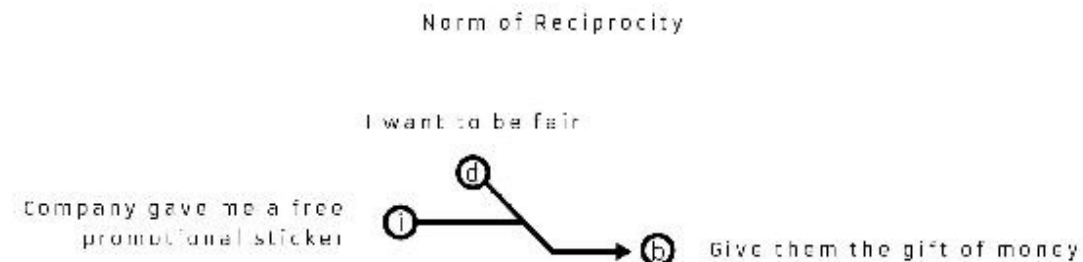 Norm of Reciprocity
I want to be fair
d
Company gave me a free
promotional sticker
i
b
Give them the gift of money